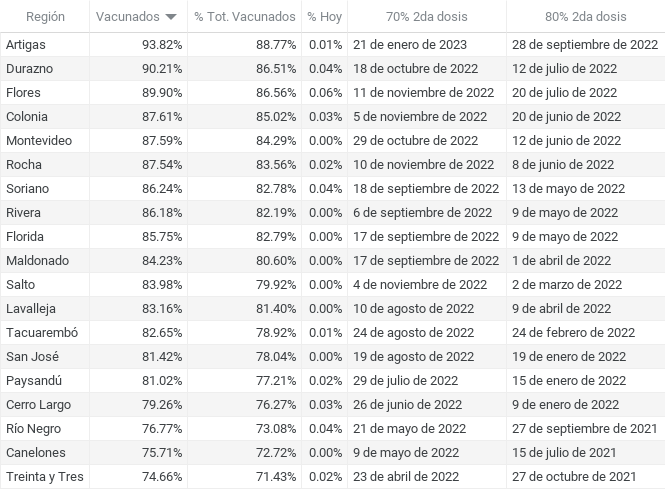 Región Vacunados % Tot. Vacunados % Hoy 70% 2da dosis 80% 2da dosis
Artigas 93.82% 88.77% 0.01% 21 de enero de 2023 28 de septiembre de 2022
Durazno 90.21% 86.51% 0.04% 18 de octubre de 2022 12 de julio de 2022
Flores 89.90% 86.56% 0.06% 11 de noviembre de 2022 20 de julio de 2022
Colonia 87.61% 85.02% 0.03% 5 de noviembre de 2022 20 de junio de 2022
Montevideo 87.59% 84.29% 0.00% 29 de octubre de 2022 12 de junio de 2022
Rocha 87.54% 83.56% 0.02% 10 de noviembre de 2022 8 de junio de 2022
Soriano 86.24% 82.78% 0.04% 18 de septiembre de 2022 13 de mayo de 2022
Rivera 86.18% 82.19% 0.00% 6 de septiembre de 2022 9 de mayo de 2022
Florida 85.75% 82.79% 0.00% 17 de septiembre de 2022 9 de mayo de 2022
Maldonado 84.23% 80.60% 0.00% 17 de septiembre de 2022 1 de abril de 2022
Salto 83.98% 79.92% 0.00% 4 de noviembre de 2022 2 de marzo de 2022
Lavalleja 83.16% 81.40% 0.00% 10 de agosto de 2022 9 de abril de 2022
Tacuarembó 82.65% 78.92% 0.01% 24 de agosto de 2022 24 de febrero de 2022
San José 81.42% 78.04% 0.00% 19 de agosto de 2022 19 de enero de 2022
Paysandú 81.02% 77.21% 0.02% 29 de julio de 2022 15 de enero de 2022
Cerro Largo 79.26% 76.27% 0.03% 26 de junio de 2022 9 de enero de 2022
Río Negro 76.77% 73.08% 0.04% 21 de mayo de 2022 27 de septiembre de 2021
Canelones 75.71% 72.72% 0.00% 9 de mayo de 2022 15 de julio de 2021
Treinta y Tres 74.66% 71.43% 0.02% 23 de abril de 2022 27 de octubre de 2021